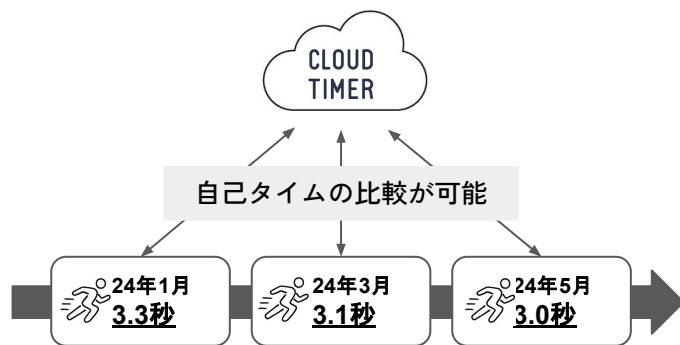 CLOUD
TIMER
自己タイムの比較が可能
24年1月
3.3秒
24年3月
3.1秒
24年5月
3.0秒